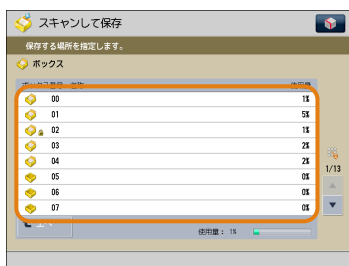 スキャンして保存
保存する場所を指定します。
ボックス
00 1%
01 5%
02 1%
03 2%
04 2%
05 0%
06 0%
07 0%
1/13
使用量： 1%